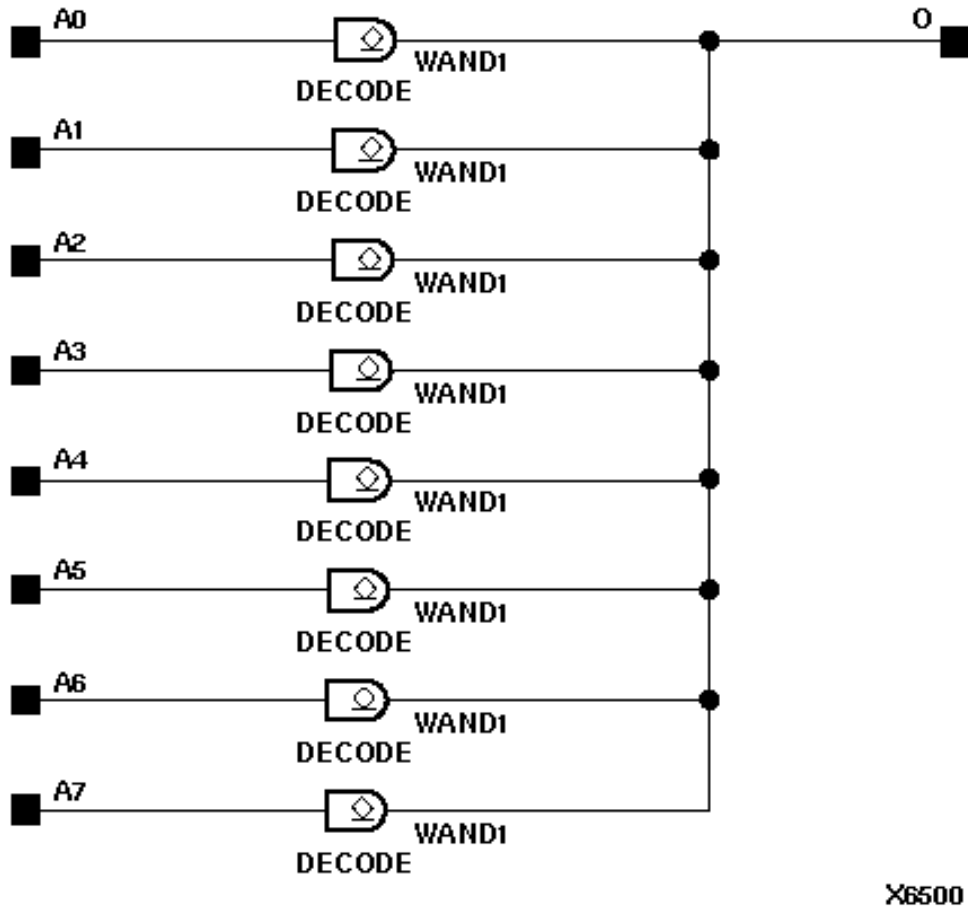 A0 O
WAND1
DECODE
A1
WAND1
DECODE
A2
WAND1
DECODE
A3
WAND1
DECODE
A4
WAND1
DECODE
A5
WAND1
DECODE
A6
WAND1
DECODE
A7
WAND1
DECODE
X6500